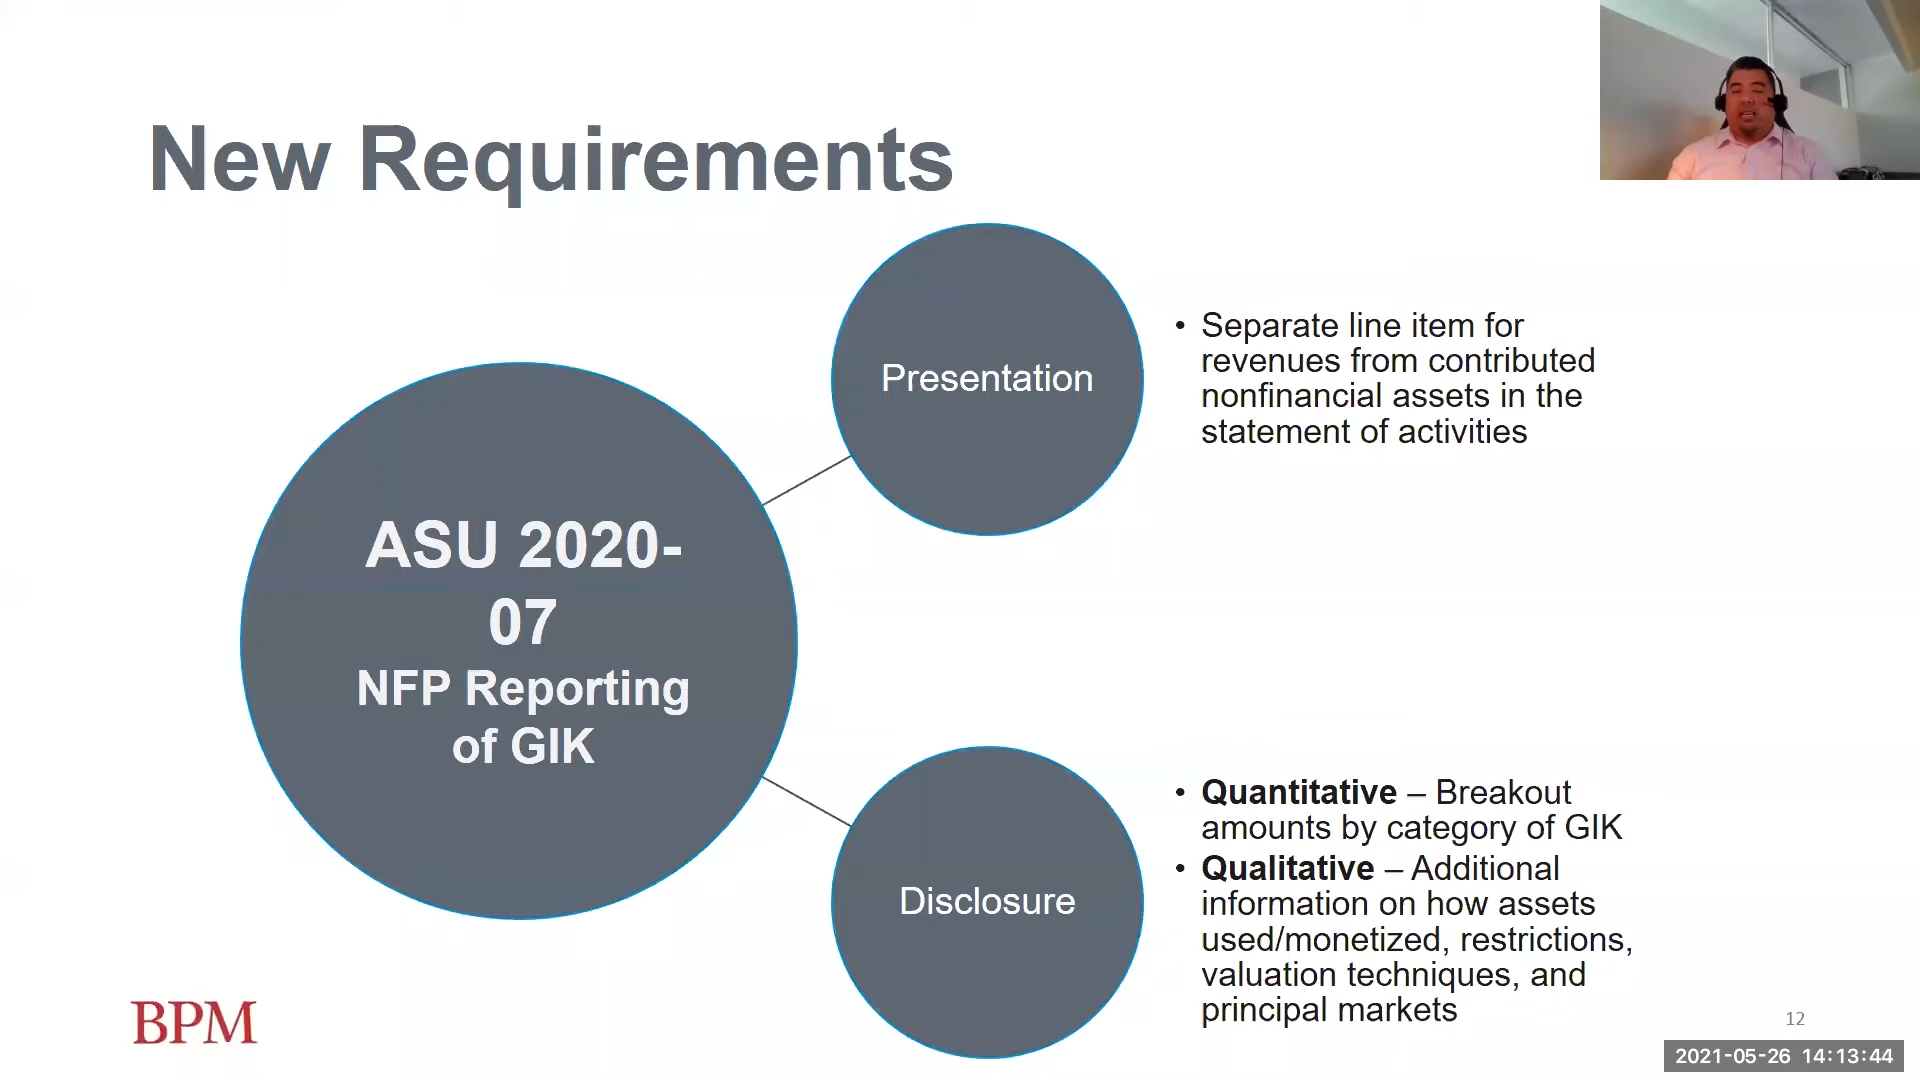 New Requirements
Presentation
• Separate line item for
revenues from contributed
nonfinancial assets in the
statement of activities
ASU 2020-
07
NFP Reporting
of GIK
Disclosure
• Quantitative – Breakout
amounts by category of GIK
• Qualitative – Additional
information on how assets
used/monetized, restrictions,
valuation techniques, and
principal markets
BPM
12
2021-05-26 14:13:44